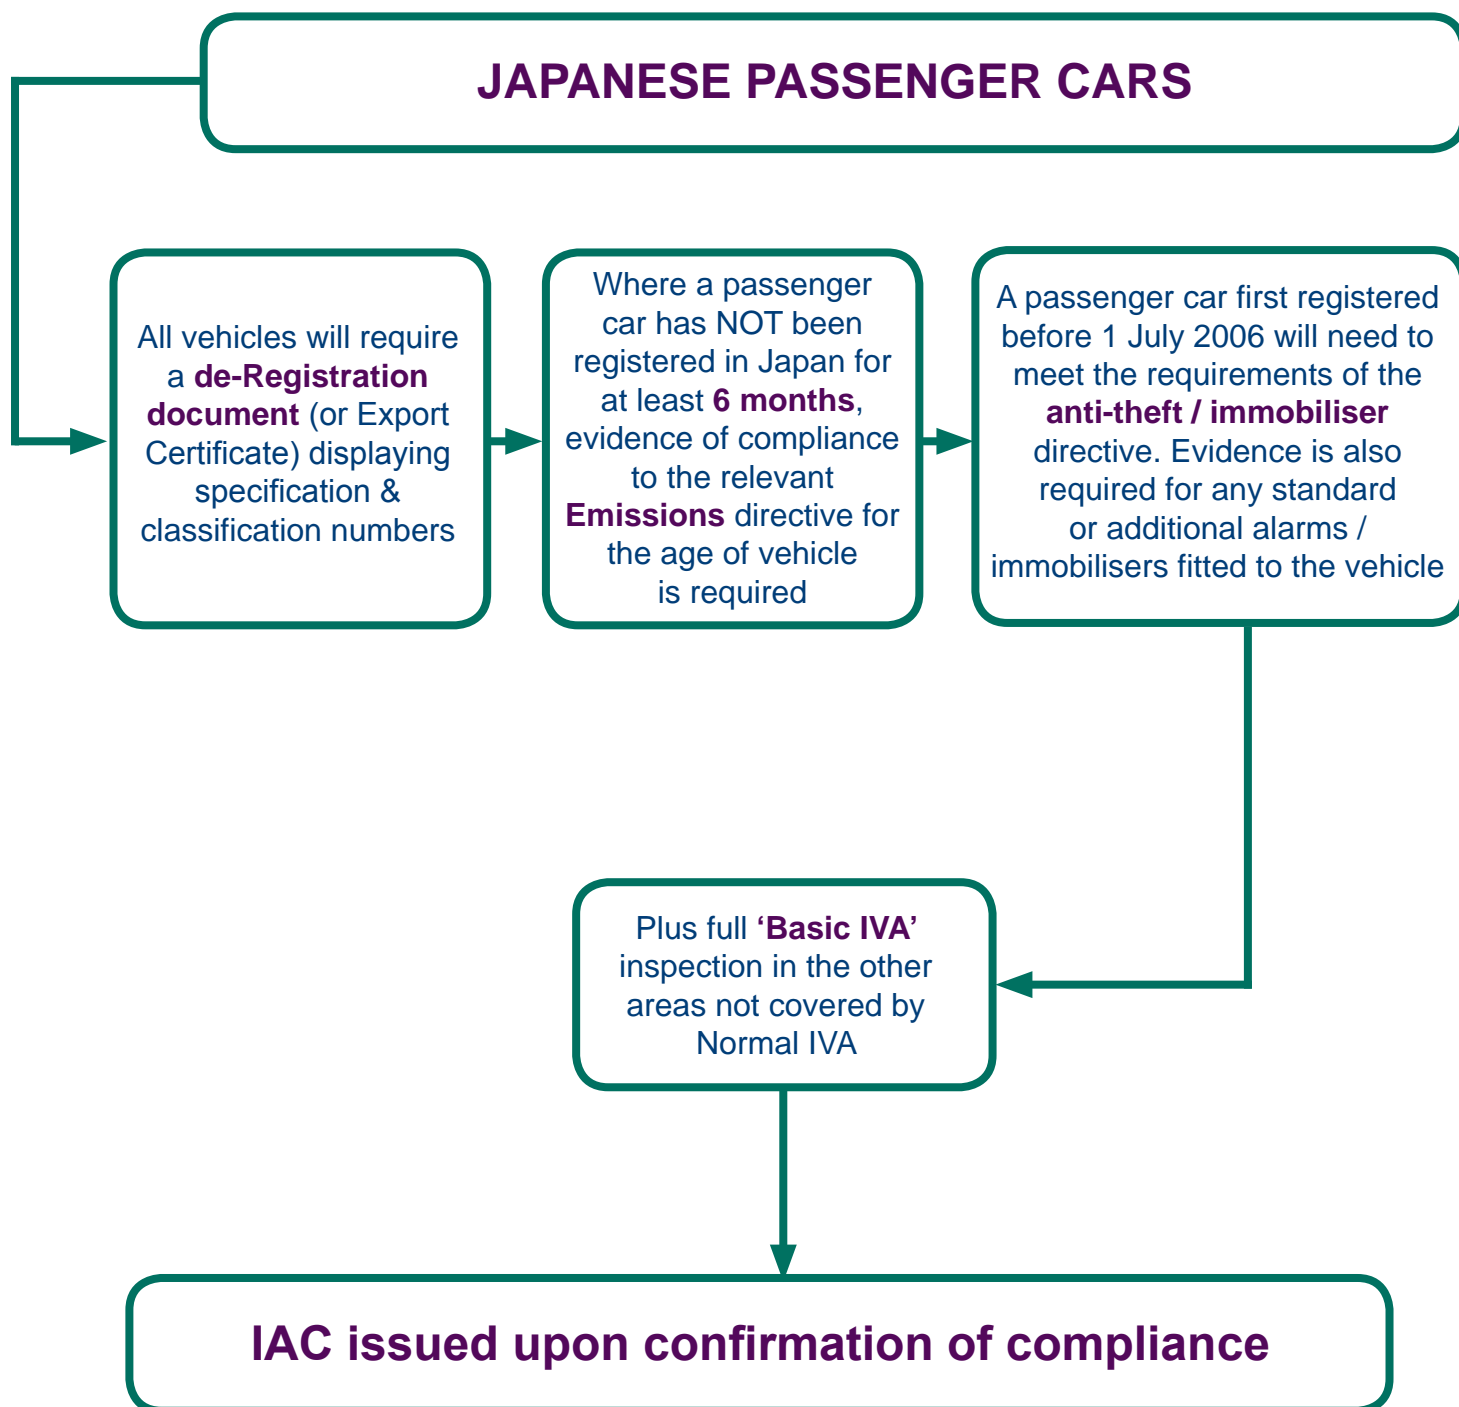 JAPANESE PASSENGER CARS
All vehicles will require
a de-Registration
document (or Export
Certificate) displaying
specification &
classification numbers
Where a passenger
car has NOT been
registered in Japan for
at least 6 months,
evidence of compliance
to the relevant
Emissions directive for
the age of vehicle
is required
A passenger car first registered
before 1 July 2006 will need to
meet the requirements of the
anti-theft / immobiliser
directive. Evidence is also
required for any standard
or additional alarms /
immobilisers fitted to the vehicle
Plus full ‘Basic IVA’
inspection in the other
areas not covered by
Normal IVA
IAC issued upon confirmation of compliance